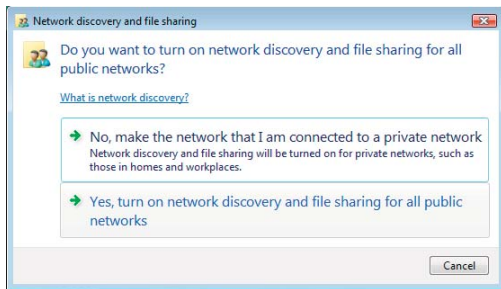 Network discovery and file sharing
Do you want to turn on network discovery and file sharing for all
public networks?
What is network discovery?
No, make the network that I am connected to a private network
Network discovery and file sharing will be turned on for private networks, such as
those in homes and workplaces.
Yes, turn on network discovery and file sharing for all public
networks
Cancel